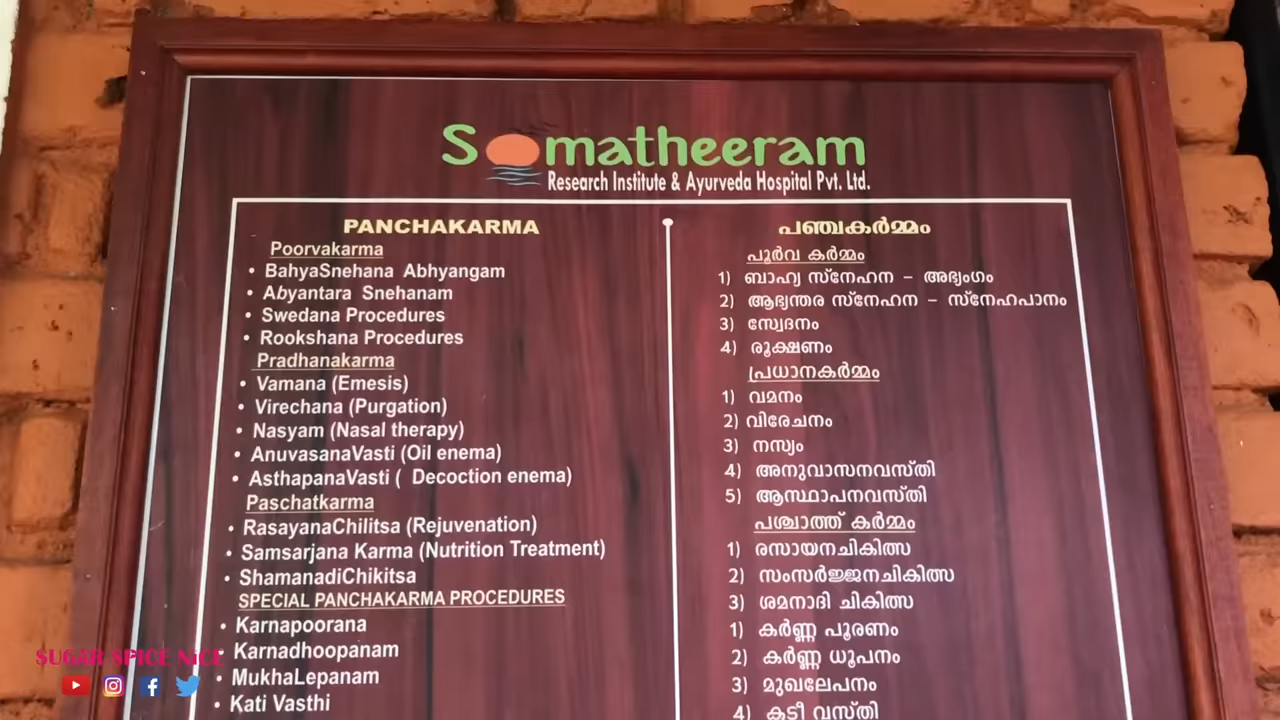 Somatheeram
Research Institute & Ayurveda Hospital Pvt. Ltd.
PANCHAKARMA
Poorvakarma
• BahyaSnehana Abhyangam
• Abyantara Snehanam
• Swedana Procedures
• Rookshana Procedures
Pradhanakarma
• Vamana (Emesis)
• Virechana (Purgation)
• Nasyam (Nasal therapy)
• AnuvasanaVasti (Oil enema)
• AsthapanaVasti ( Decoction enema)
Paschatkarma
• RasayanaChilitsa (Rejuvenation)
• Samsarjana Karma (Nutrition Treatment)
• ShamanadiChikitsa
SPECIAL PANCHAKARMA PROCEDURES
• Karnapoorana
• Karnadhoopanam
• MukhaLepanam
• Kati Vasthi
പഞ്ചകർമ്മം
പൂർവ കർമ്മം
1) ബാഹ്യ സ്നേഹന – അഭ്യംഗം
2) ആഭ്യന്തര സ്നേഹന – സ്നേഹപാനം
3) സ്വേദനം
4) രൂക്ഷണം
പ്രധാനകർമ്മം
1) വമനം
2) വിരേചനം
3) നസ്യം
4) അനുവാസനവസ്തി
5) ആസ്ഥാപനവസ്തി
പശ്ചാത്ത് കർമ്മം
1) രസായനചികിത്സ
2) സംസർജ്ജനചികിത്സ
3) ശമനാദി ചികിത്സ
1) കർണ്ണ പൂരണം
2) കർണ്ണ ധൂപനം
3) മുഖലേപനം
4) കടീ വസ്തി
SUGAR SPICE NiCE